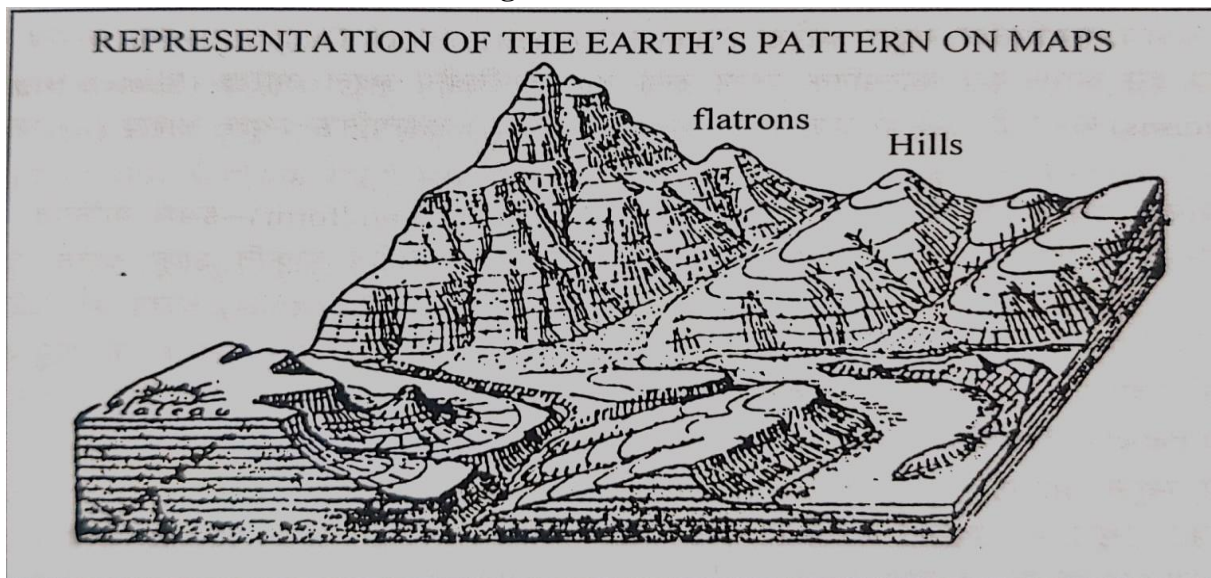 REPRESENTATION OF THE EARTH'S PATTERN ON MAPS
flatrons
Hills
Plateau